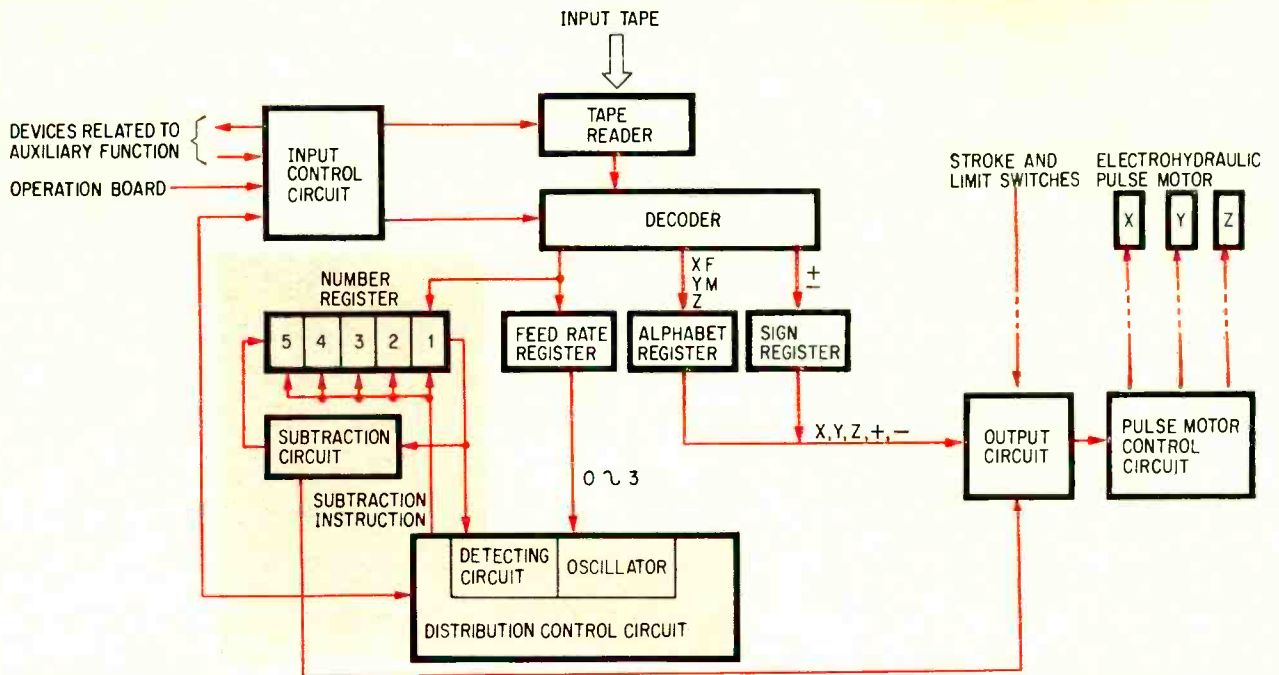 INPUT TAPE
TAPE
READER
DEVICES RELATED TO
AUXILIARY FUNCTION
OPERATION BOARD
INPUT
CONTROL
CIRCUIT
STROKE AND
LIMIT SWITCHES
ELECTROHYDRAULIC
PULSE MOTOR
X
Y
Z
DECODER
X F
Y M
Z
±
NUMBER
REGISTER
5
4
3
2
1
FEED RATE
REGISTER
ALPHABET
REGISTER
SIGN
REGISTER
SUBTRACTION
CIRCUIT
X,Y,Z,+,-
OUTPUT
CIRCUIT
PULSE MOTOR
CONTROL
CIRCUIT
0 ~ 3
SUBTRACTION
INSTRUCTION
DETECTING
CIRCUIT
OSCILLATOR
DISTRIBUTION CONTROL CIRCUIT